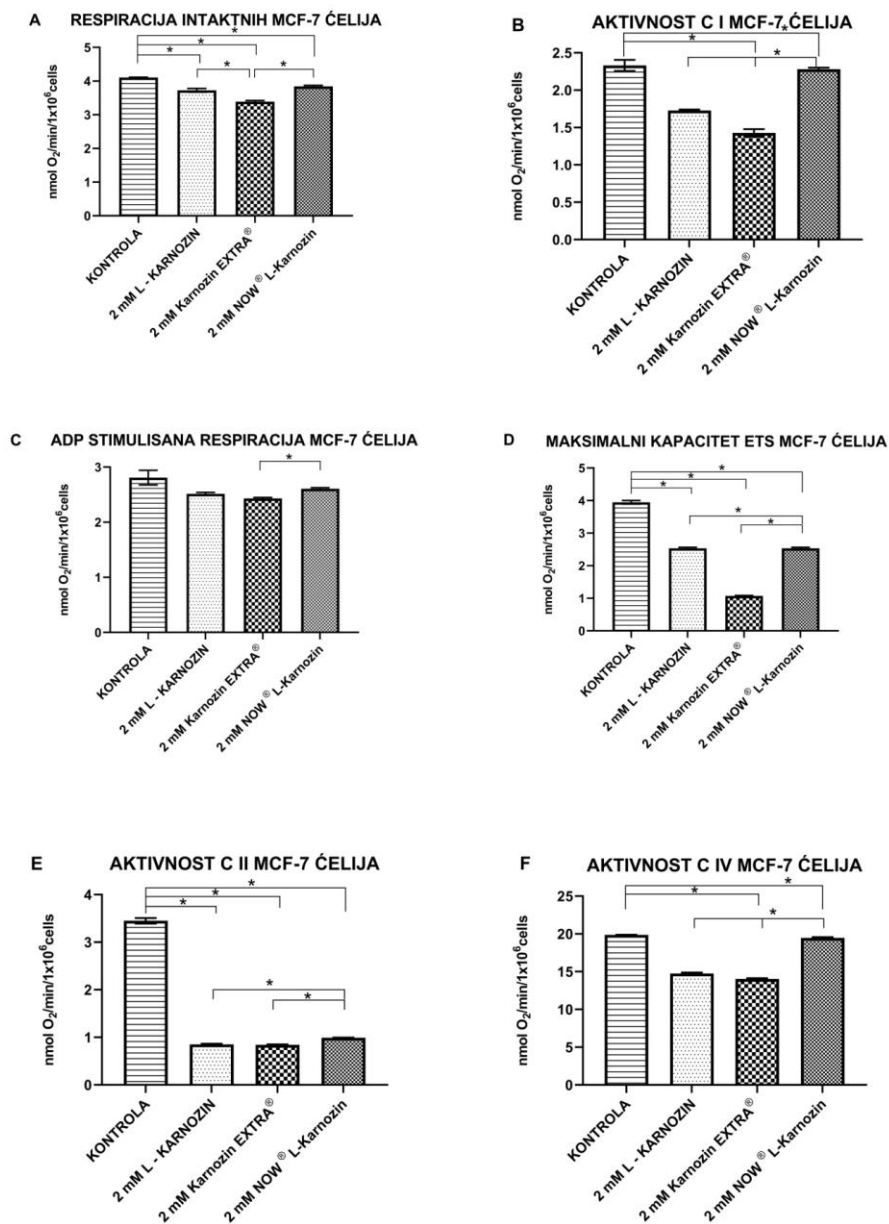 A RESPIRACIJA INTAKTNIH MCF-7 ĆELIJA
* * * * *
nmol O2/min/1x10^6cells
5
4
3
2
1
0
KONTROLA
2 mM L - KARNOZIN
2 mM Karnozin EXTRA®
2 mM NOW® L-Karnozin
B AKTIVNOST C I MCF-7 ĆELIJA
* * *
nmol O2/min/1x10^6cells
2.5
2.0
1.5
1.0
0.5
0.0
KONTROLA
2 mM L - KARNOZIN
2 mM Karnozin EXTRA®
2 mM NOW® L-Karnozin
C ADP STIMULISANA RESPIRACIJA MCF-7 ĆELIJA
*
nmol O2/min/1x10^6cells
3
2
1
0
KONTROLA
2 mM L - KARNOZIN
2 mM Karnozin EXTRA®
2 mM NOW® L-Karnozin
D MAKSIMALNI KAPACITET ETS MCF-7 ĆELIJA
* * * * *
nmol O2/min/1x10^6cells
5
4
3
2
1
0
KONTROLA
2 mM L - KARNOZIN
2 mM Karnozin EXTRA®
2 mM NOW® L-Karnozin
E AKTIVNOST C II MCF-7 ĆELIJA
* * * * *
nmol O2/min/1x10^6cells
4
3
2
1
0
KONTROLA
2 mM L - KARNOZIN
2 mM Karnozin EXTRA®
2 mM NOW® L-Karnozin
F AKTIVNOST C IV MCF-7 ĆELIJA
* * *
nmol O2/min/1x10^6cells
25
20
15
10
5
0
KONTROLA
2 mM L - KARNOZIN
2 mM Karnozin EXTRA®
2 mM NOW® L-Karnozin